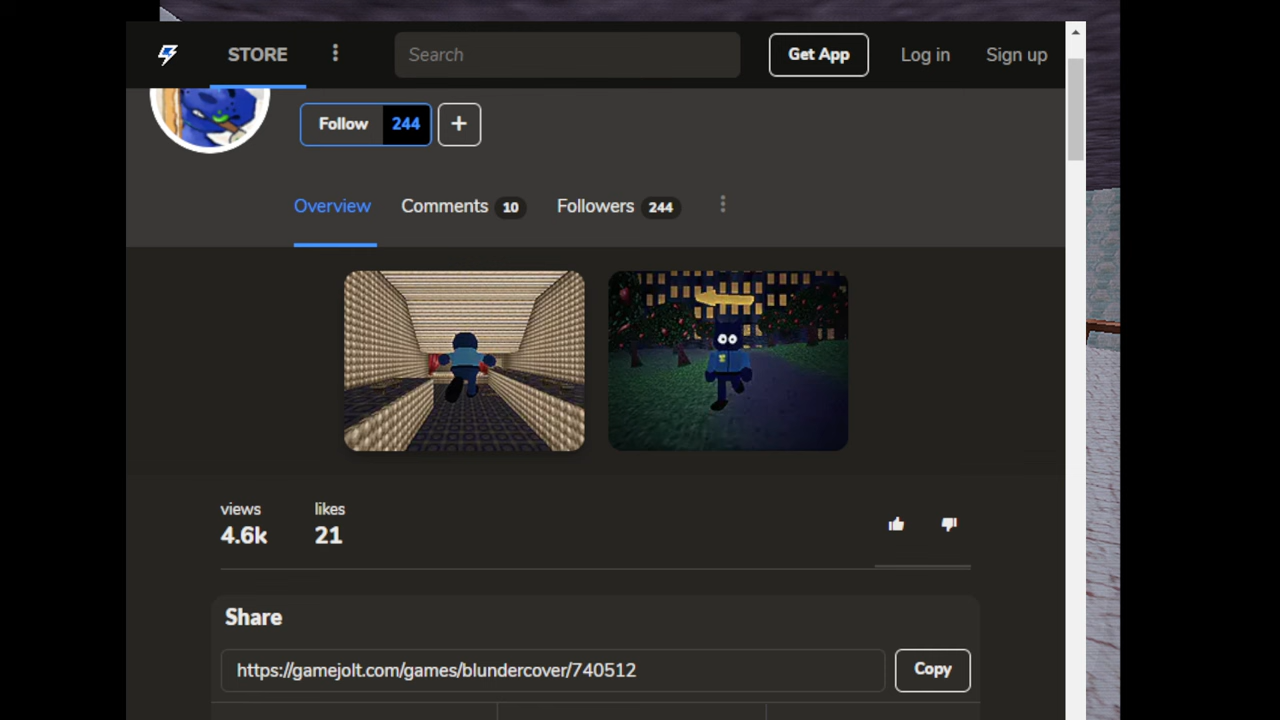 STORE
Search
Get App
Log in
Sign up
Follow 244
+
Overview
Comments 10
Followers 244
views
4.6k
likes
21
Share
https://gamejolt.com/games/blundercover/740512
Copy